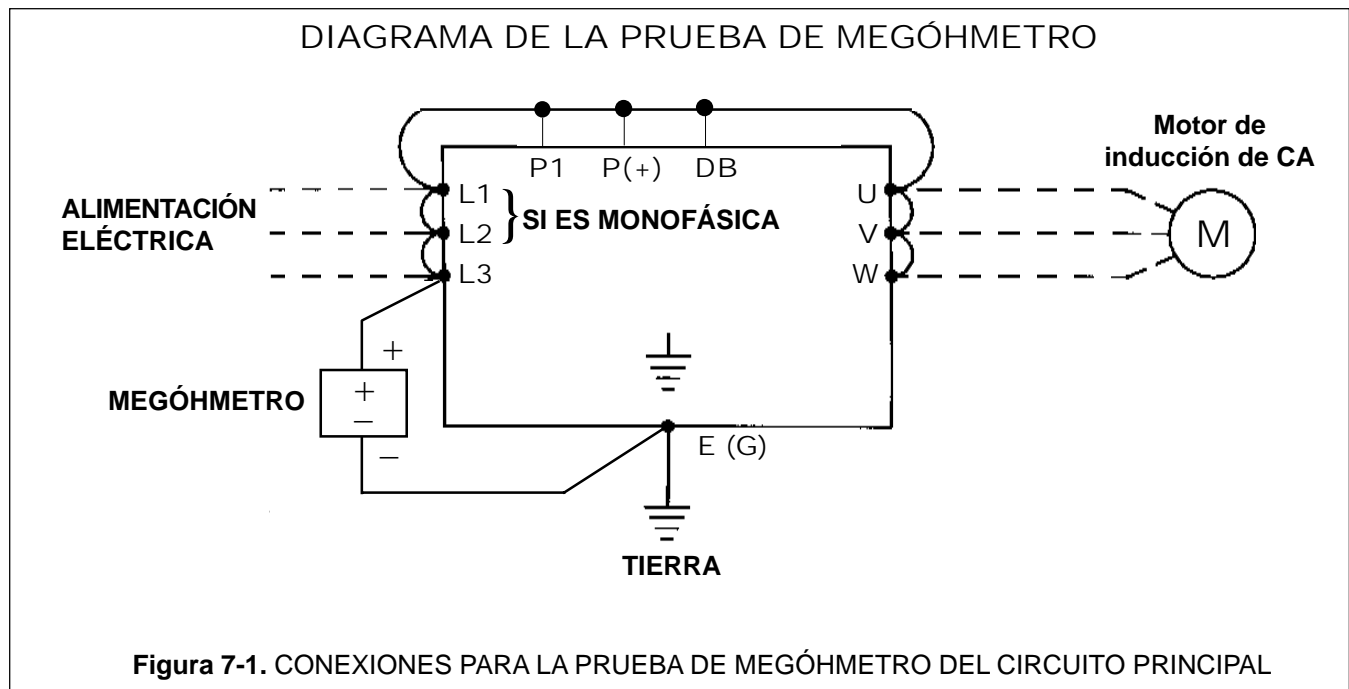 DIAGRAMA DE LA PRUEBA DE MEGÓHMETRO
P1 P(+) DB
Motor de
inducción de CA
ALIMENTACIÓN
ELÉCTRICA
L1
L2
L3
} SI ES MONOFÁSICA
U
V
W
M
MEGÓHMETRO
+
+
−
−
E (G)
TIERRA
Figura 7-1. CONEXIONES PARA LA PRUEBA DE MEGÓHMETRO DEL CIRCUITO PRINCIPAL